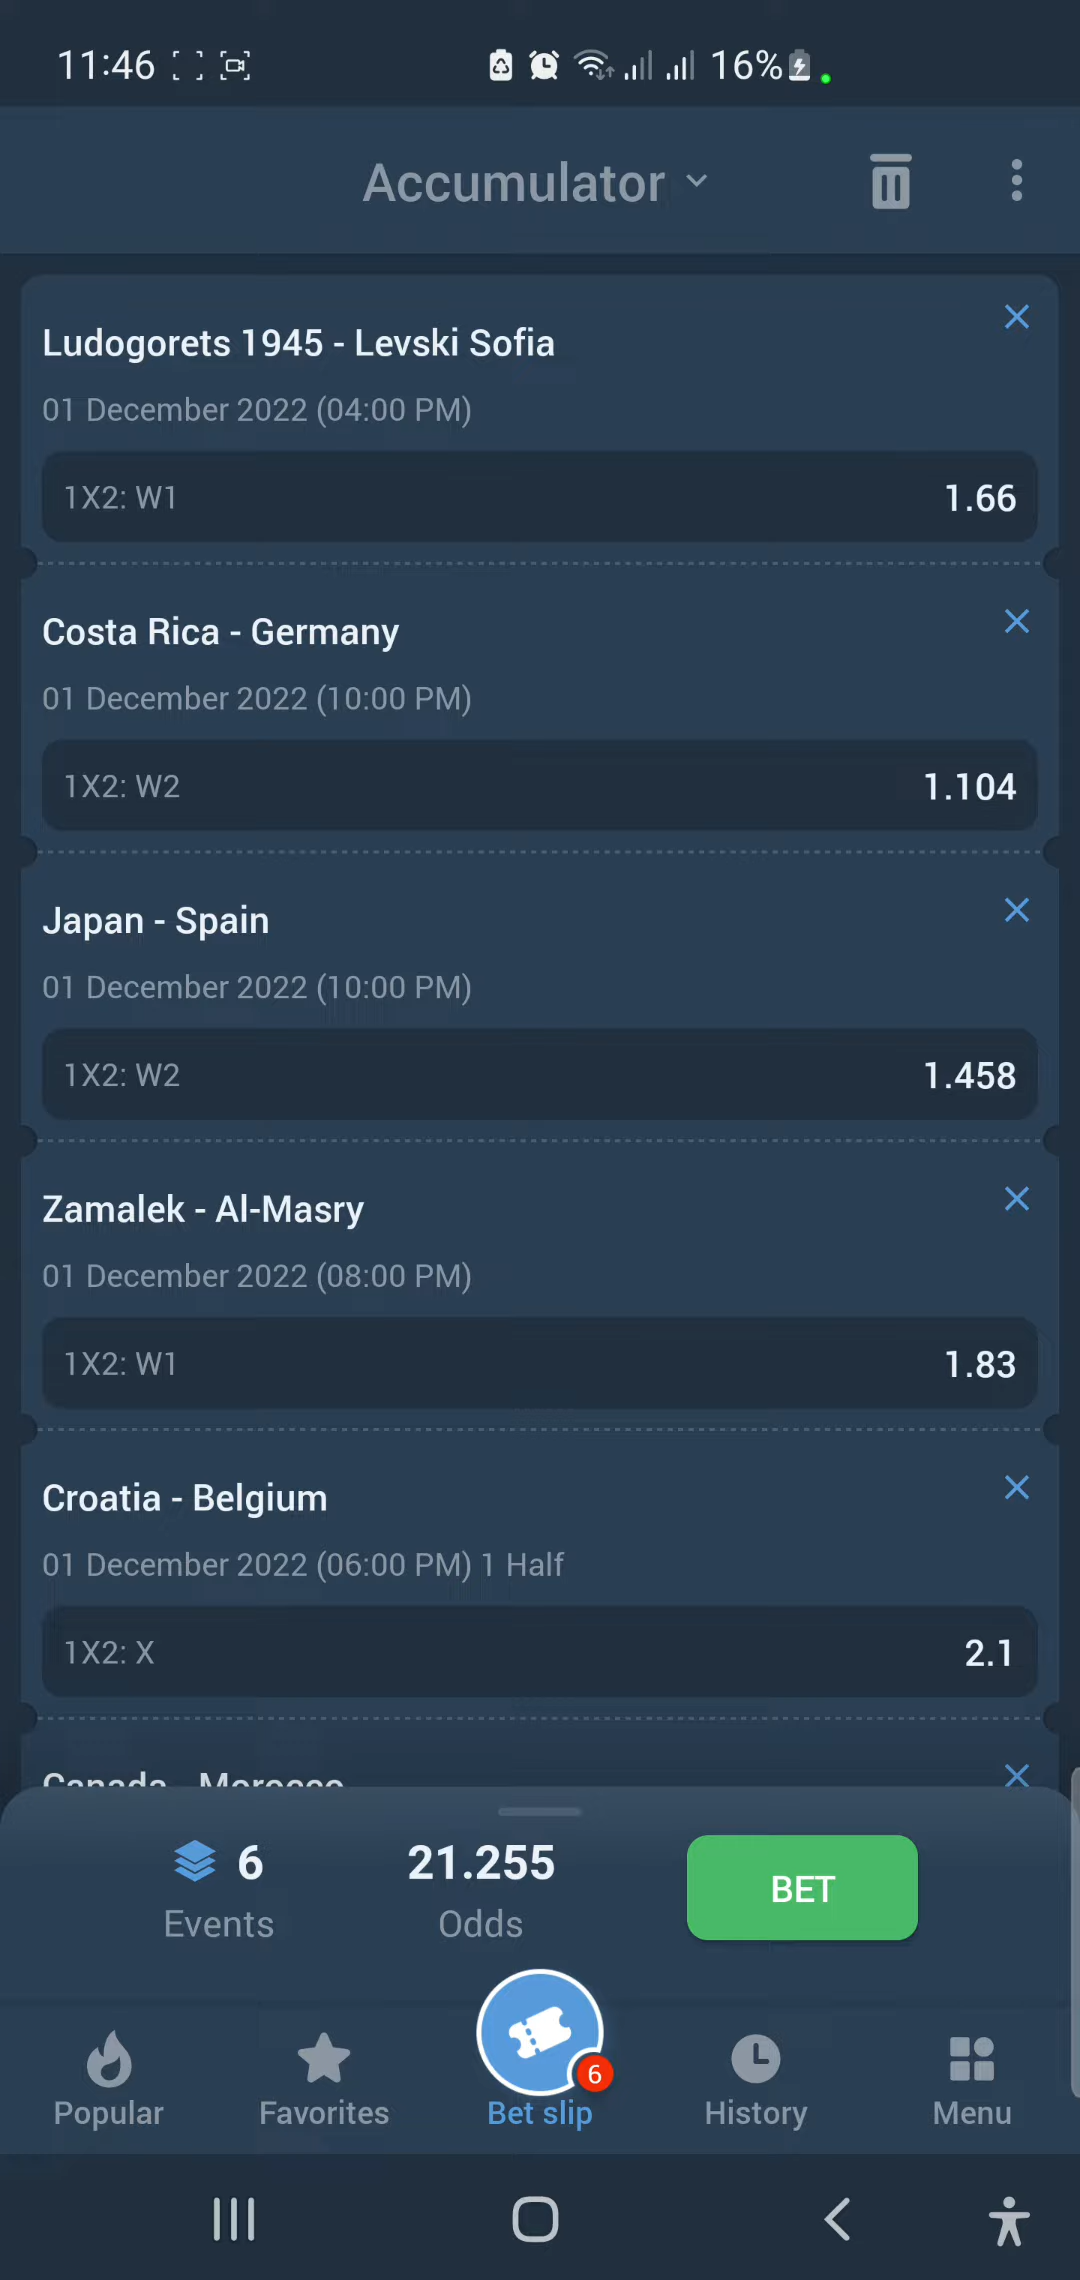 11:46 16%
Accumulator
Ludogorets 1945 - Levski Sofia
01 December 2022 (04:00 PM)
1X2: W1 1.66
Costa Rica - Germany
01 December 2022 (10:00 PM)
1X2: W2 1.104
Japan - Spain
01 December 2022 (10:00 PM)
1X2: W2 1.458
Zamalek - Al-Masry
01 December 2022 (08:00 PM)
1X2: W1 1.83
Croatia - Belgium
01 December 2022 (06:00 PM) 1 Half
1X2: X 2.1
Canada - Morocco
6 21.255 BET
Events Odds
6
Popular Favorites Bet slip History Menu